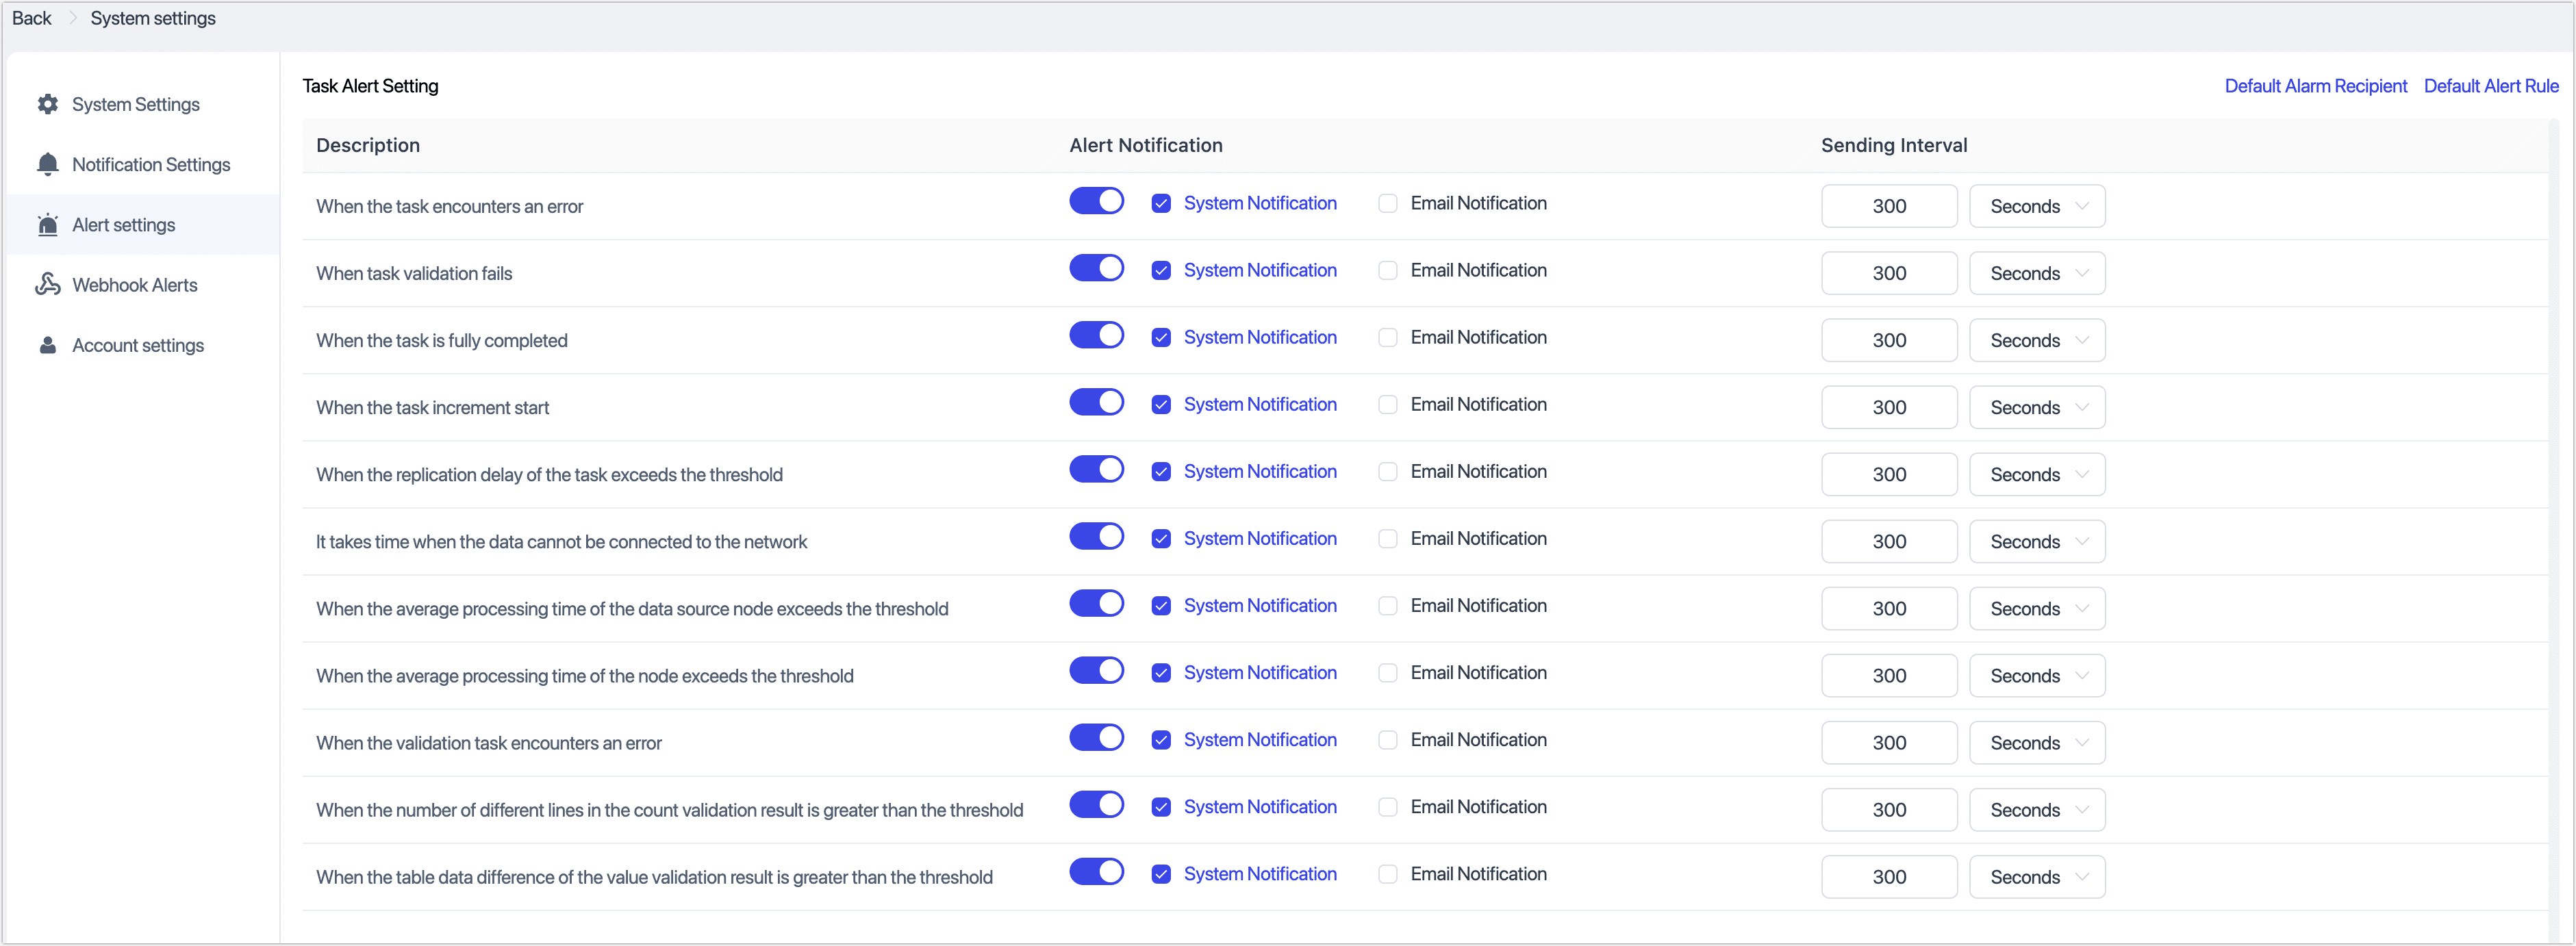 Back System settings
System Settings
Notification Settings
Alert settings
Webhook Alerts
Account settings
Task Alert Setting Default Alarm Recipient Default Alert Rule
Description Alert Notification Sending Interval
When the task encounters an error System Notification Email Notification 300 Seconds
When task validation fails System Notification Email Notification 300 Seconds
When the task is fully completed System Notification Email Notification 300 Seconds
When the task increment start System Notification Email Notification 300 Seconds
When the replication delay of the task exceeds the threshold System Notification Email Notification 300 Seconds
It takes time when the data cannot be connected to the network System Notification Email Notification 300 Seconds
When the average processing time of the data source node exceeds the threshold System Notification Email Notification 300 Seconds
When the average processing time of the node exceeds the threshold System Notification Email Notification 300 Seconds
When the validation task encounters an error System Notification Email Notification 300 Seconds
When the number of different lines in the count validation result is greater than the threshold System Notification Email Notification 300 Seconds
When the table data difference of the value validation result is greater than the threshold System Notification Email Notification 300 Seconds